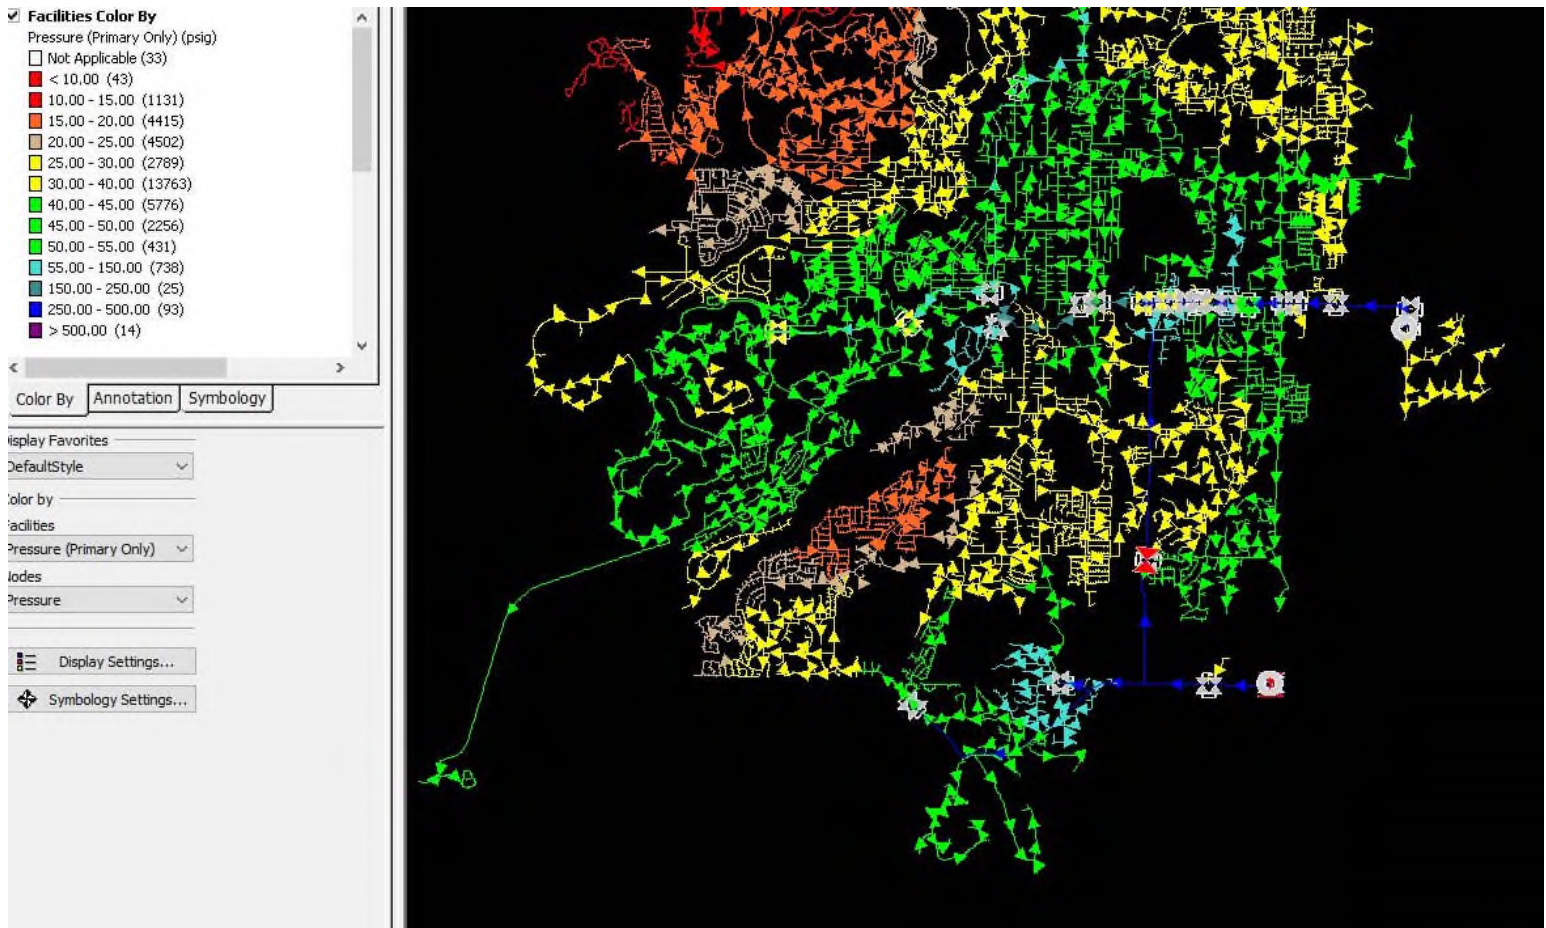 Facilities Color By
Pressure (Primary Only) (psig)
Not Applicable (33)
< 10.00 (43)
10.00 - 15.00 (1131)
15.00 - 20.00 (4415)
20.00 - 25.00 (4502)
25.00 - 30.00 (2789)
30.00 - 40.00 (13763)
40.00 - 45.00 (5776)
45.00 - 50.00 (2256)
50.00 - 55.00 (431)
55.00 - 150.00 (738)
150.00 - 250.00 (25)
250.00 - 500.00 (93)
> 500.00 (14)
Color By Annotation Symbology
isplay Favorites
DefaultStyle
olor by
acilities
Pressure (Primary Only)
odes
Pressure
Display Settings...
Symbology Settings...